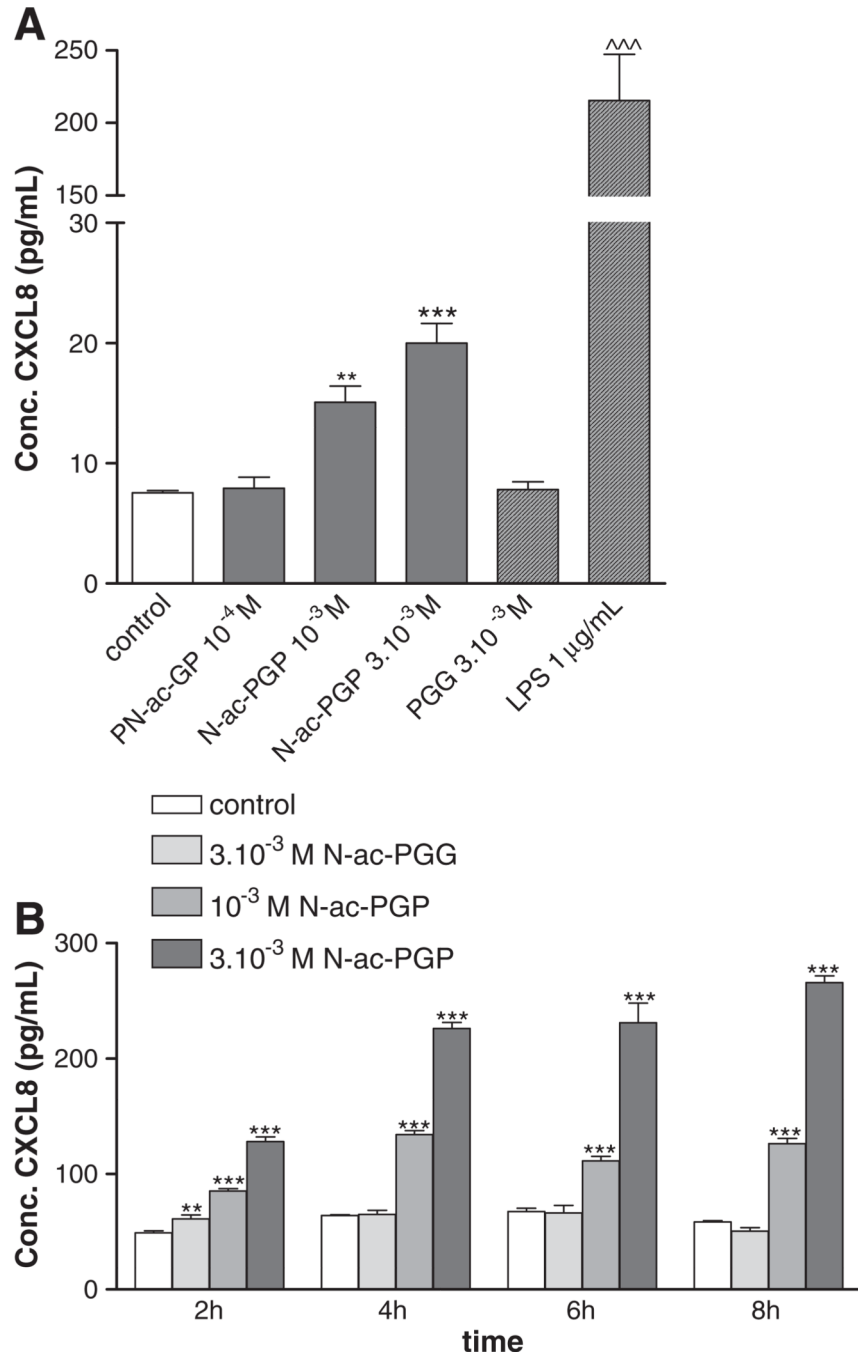 A
250
200
150
30
20
10
0
Conc. CXCL8 (pg/mL)
^^^
***
**
control
PN-ac-GP 10⁻⁴M
N-ac-PGP 10⁻³M
N-ac-PGP 3.10⁻³M
PGG 3.10⁻³M
LPS 1 µg/mL
control
3.10⁻³ M N-ac-PGG
10⁻³ M N-ac-PGP
3.10⁻³ M N-ac-PGP
B
300
200
100
0
Conc. CXCL8 (pg/mL)
** *** ***
*** ***
*** ***
*** ***
2h 4h 6h 8h
time